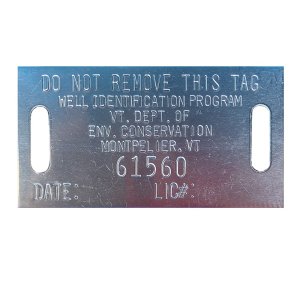 DO NOT REMOVE THIS TAG
WELL IDENTIFICATION PROGRAM
VT. DEPT. OF
ENV. CONSERVATION
MONTPELIER, VT
61560
DATE: LIC#: